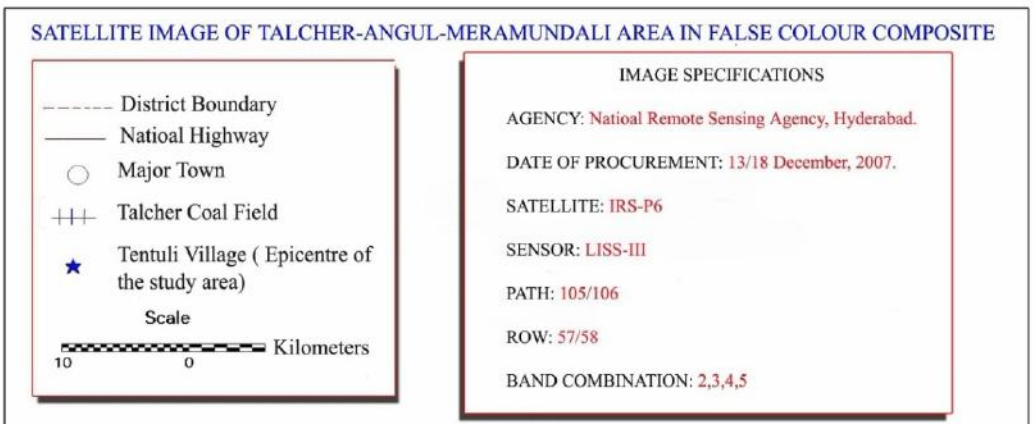 SATELLITE IMAGE OF TALCHER-ANGUL-MERAMUNDALI AREA IN FALSE COLOUR COMPOSITE
District Boundary
Natioal Highway
Major Town
Talcher Coal Field
Tentuli Village ( Epicentre of
the study area)
Scale
Kilometers
10 0
IMAGE SPECIFICATIONS
AGENCY: Natioal Remote Sensing Agency, Hyderabad.
DATE OF PROCUREMENT: 13/18 December, 2007.
SATELLITE: IRS-P6
SENSOR: LISS-III
PATH: 105/106
ROW: 57/58
BAND COMBINATION: 2,3,4,5